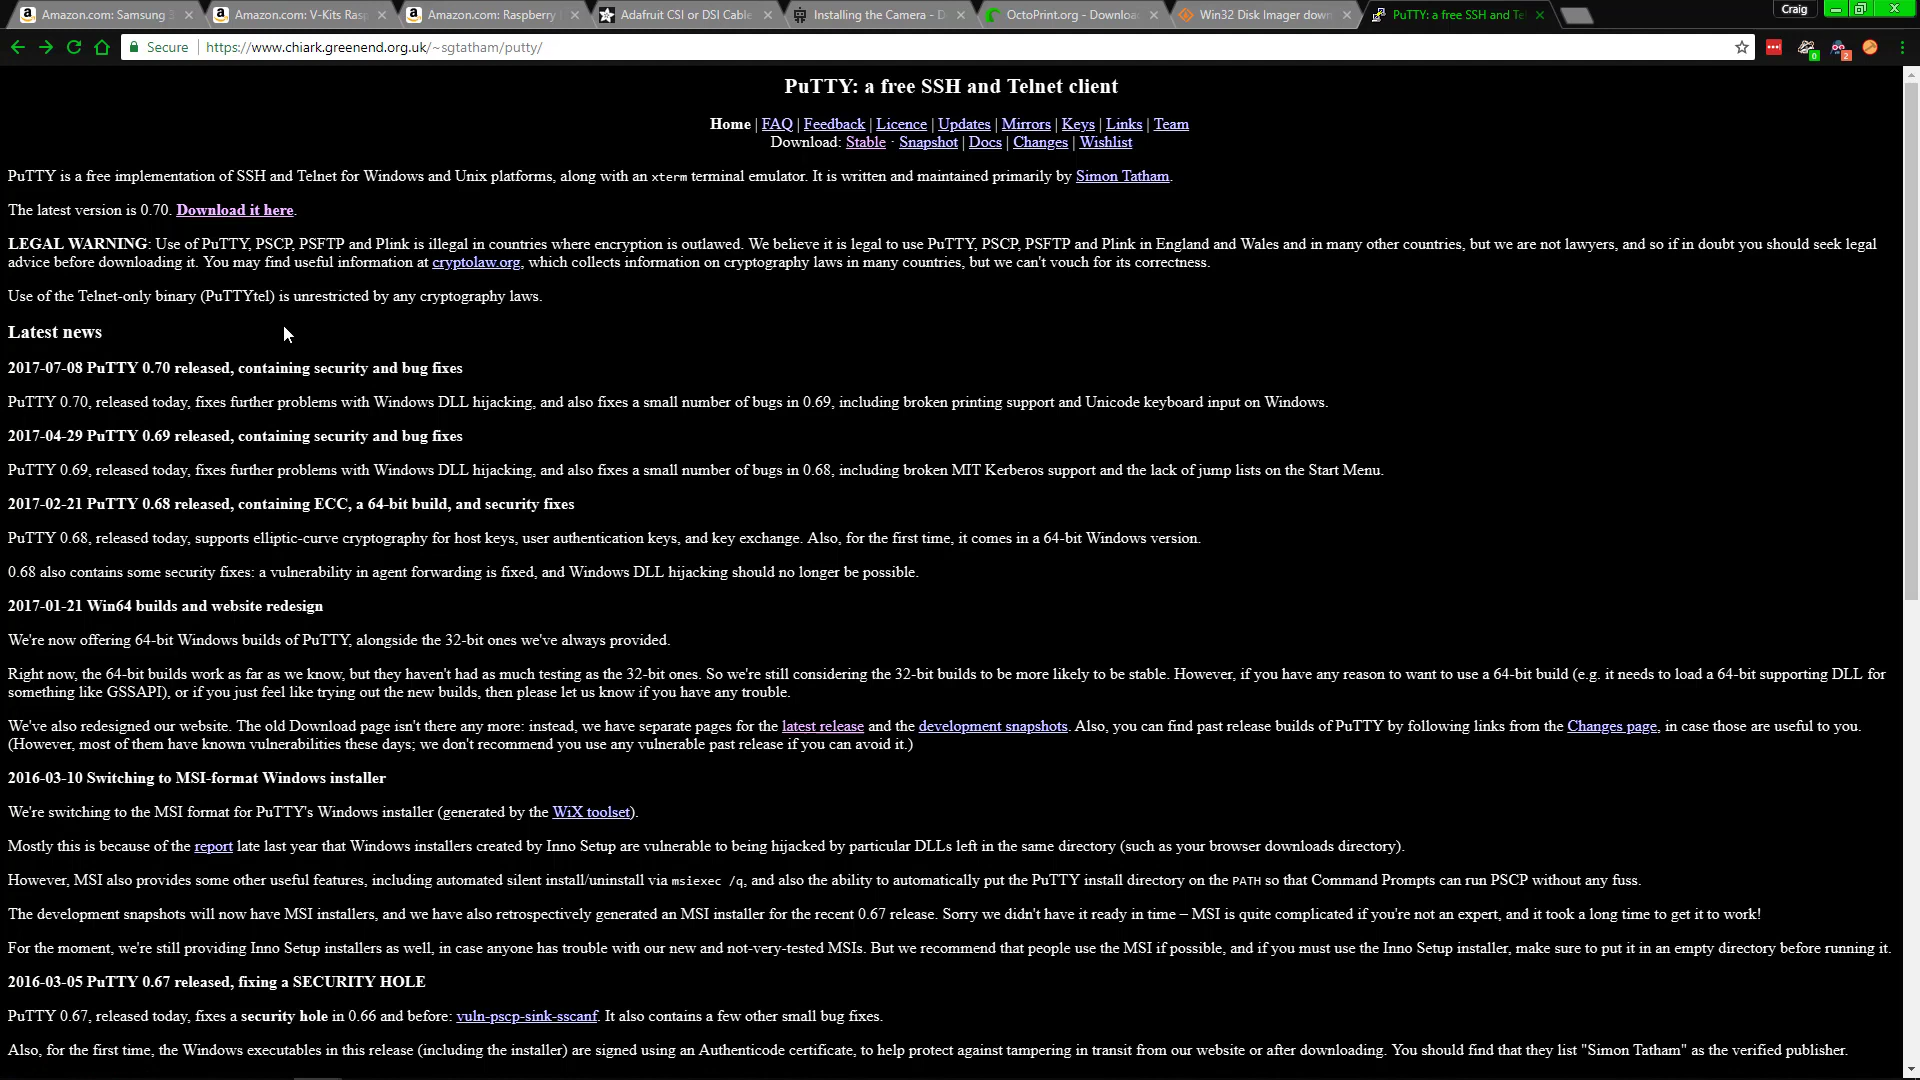 Amazon.com: Samsung
Amazon.com: V-Kits Rasp
Amazon.com: Raspberry
Adafruit CSI or DSI Cable
Installing the Camera - D
OctoPrint.org - Download
Win32 Disk Imager down
PuTTY: a free SSH and Te
Craig
Secure https://www.chiark.greenend.org.uk/~sgtatham/putty/
0
2
PuTTY: a free SSH and Telnet client
Home | FAQ | Feedback | Licence | Updates | Mirrors | Keys | Links | Team
Download: Stable · Snapshot | Docs | Changes | Wishlist
PuTTY is a free implementation of SSH and Telnet for Windows and Unix platforms, along with an xterm terminal emulator. It is written and maintained primarily by Simon Tatham.
The latest version is 0.70. Download it here.
LEGAL WARNING: Use of PuTTY, PSCP, PSFTP and Plink is illegal in countries where encryption is outlawed. We believe it is legal to use PuTTY, PSCP, PSFTP and Plink in England and Wales and in many other countries, but we are not lawyers, and so if in doubt you should seek legal
advice before downloading it. You may find useful information at cryptolaw.org, which collects information on cryptography laws in many countries, but we can't vouch for its correctness.
Use of the Telnet-only binary (PuTTYtel) is unrestricted by any cryptography laws.
Latest news
2017-07-08 PuTTY 0.70 released, containing security and bug fixes
PuTTY 0.70, released today, fixes further problems with Windows DLL hijacking, and also fixes a small number of bugs in 0.69, including broken printing support and Unicode keyboard input on Windows.
2017-04-29 PuTTY 0.69 released, containing security and bug fixes
PuTTY 0.69, released today, fixes further problems with Windows DLL hijacking, and also fixes a small number of bugs in 0.68, including broken MIT Kerberos support and the lack of jump lists on the Start Menu.
2017-02-21 PuTTY 0.68 released, containing ECC, a 64-bit build, and security fixes
PuTTY 0.68, released today, supports elliptic-curve cryptography for host keys, user authentication keys, and key exchange. Also, for the first time, it comes in a 64-bit Windows version.
0.68 also contains some security fixes: a vulnerability in agent forwarding is fixed, and Windows DLL hijacking should no longer be possible.
2017-01-21 Win64 builds and website redesign
We're now offering 64-bit Windows builds of PuTTY, alongside the 32-bit ones we've always provided.
Right now, the 64-bit builds work as far as we know, but they haven't had as much testing as the 32-bit ones. So we're still considering the 32-bit builds to be more likely to be stable. However, if you have any reason to want to use a 64-bit build (e.g. it needs to load a 64-bit supporting DLL for
something like GSSAPI), or if you just feel like trying out the new builds, then please let us know if you have any trouble.
We've also redesigned our website. The old Download page isn't there any more: instead, we have separate pages for the latest release and the development snapshots. Also, you can find past release builds of PuTTY by following links from the Changes page, in case those are useful to you.
(However, most of them have known vulnerabilities these days; we don't recommend you use any vulnerable past release if you can avoid it.)
2016-03-10 Switching to MSI-format Windows installer
We're switching to the MSI format for PuTTY's Windows installer (generated by the WiX toolset).
Mostly this is because of the report late last year that Windows installers created by Inno Setup are vulnerable to being hijacked by particular DLLs left in the same directory (such as your browser downloads directory).
However, MSI also provides some other useful features, including automated silent install/uninstall via msiexec /q, and also the ability to automatically put the PuTTY install directory on the PATH so that Command Prompts can run PSCP without any fuss.
The development snapshots will now have MSI installers, and we have also retrospectively generated an MSI installer for the recent 0.67 release. Sorry we didn't have it ready in time – MSI is quite complicated if you're not an expert, and it took a long time to get it to work!
For the moment, we're still providing Inno Setup installers as well, in case anyone has trouble with our new and not-very-tested MSIs. But we recommend that people use the MSI if possible, and if you must use the Inno Setup installer, make sure to put it in an empty directory before running it.
2016-03-05 PuTTY 0.67 released, fixing a SECURITY HOLE
PuTTY 0.67, released today, fixes a security hole in 0.66 and before: vuln-pscp-sink-sscanf. It also contains a few other small bug fixes.
Also, for the first time, the Windows executables in this release (including the installer) are signed using an Authenticode certificate, to help protect against tampering in transit from our website or after downloading. You should find that they list "Simon Tatham" as the verified publisher.